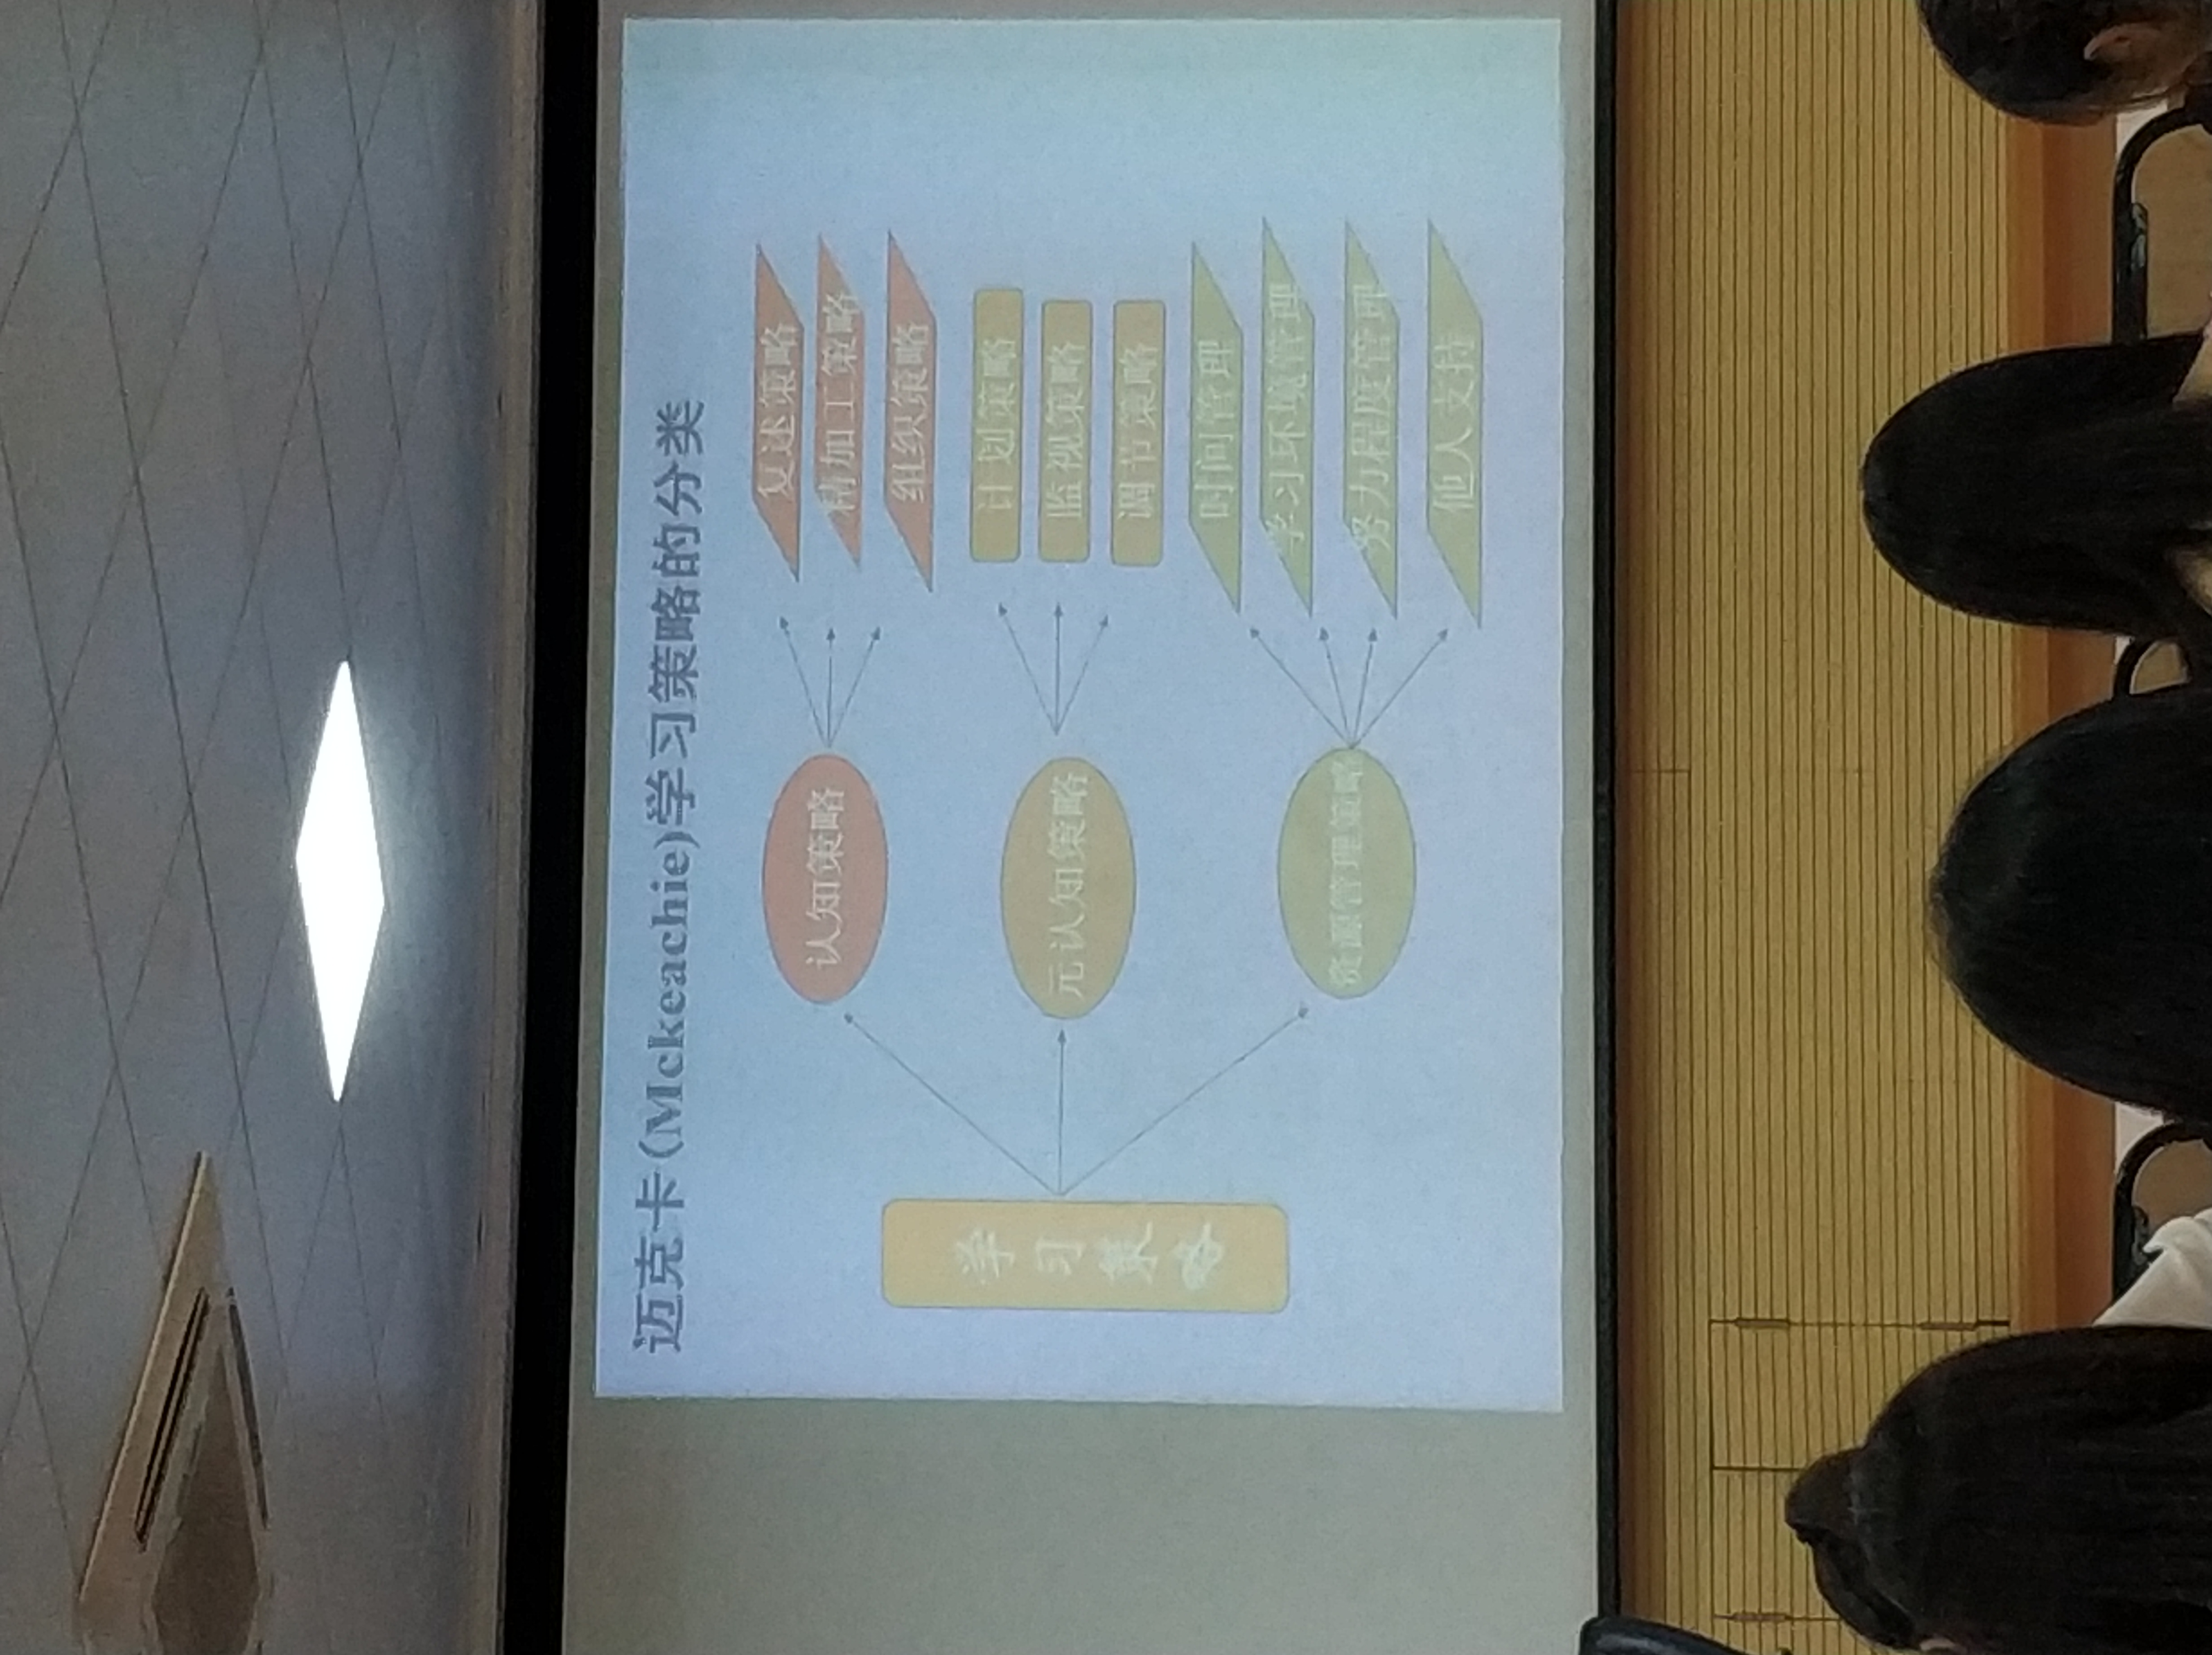 迈克卡(Mckeachie)学习策略的分类
学习策略
认知策略
复述策略
精加工策略
组织策略
元认知策略
计划策略
监视策略
调节策略
资源管理策略
时间管理
学习环境管理
努力程度管理
他人支持